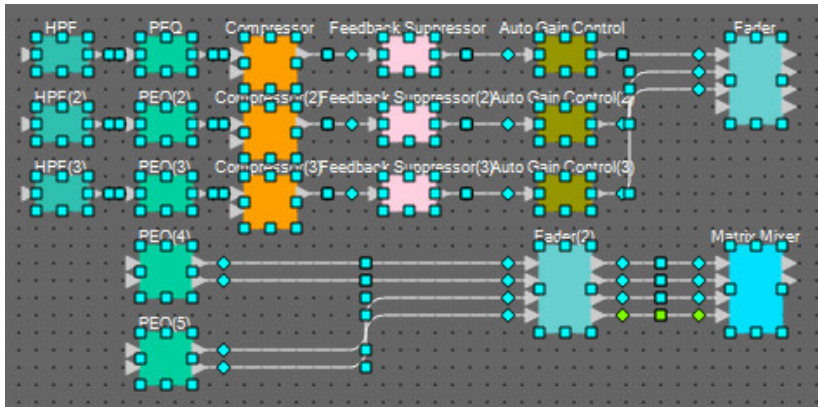 HPF PEQ Compressor Feedback Suppressor Auto Gain Control Fader
HPF(2) PEQ(2) Compressor(2) Feedback Suppressor(2) Auto Gain Control(2)
HPF(3) PEQ(3) Compressor(3) Feedback Suppressor(3) Auto Gain Control(3)
PEQ(4) Fader(2) Matrix Mixer
PEQ(5)